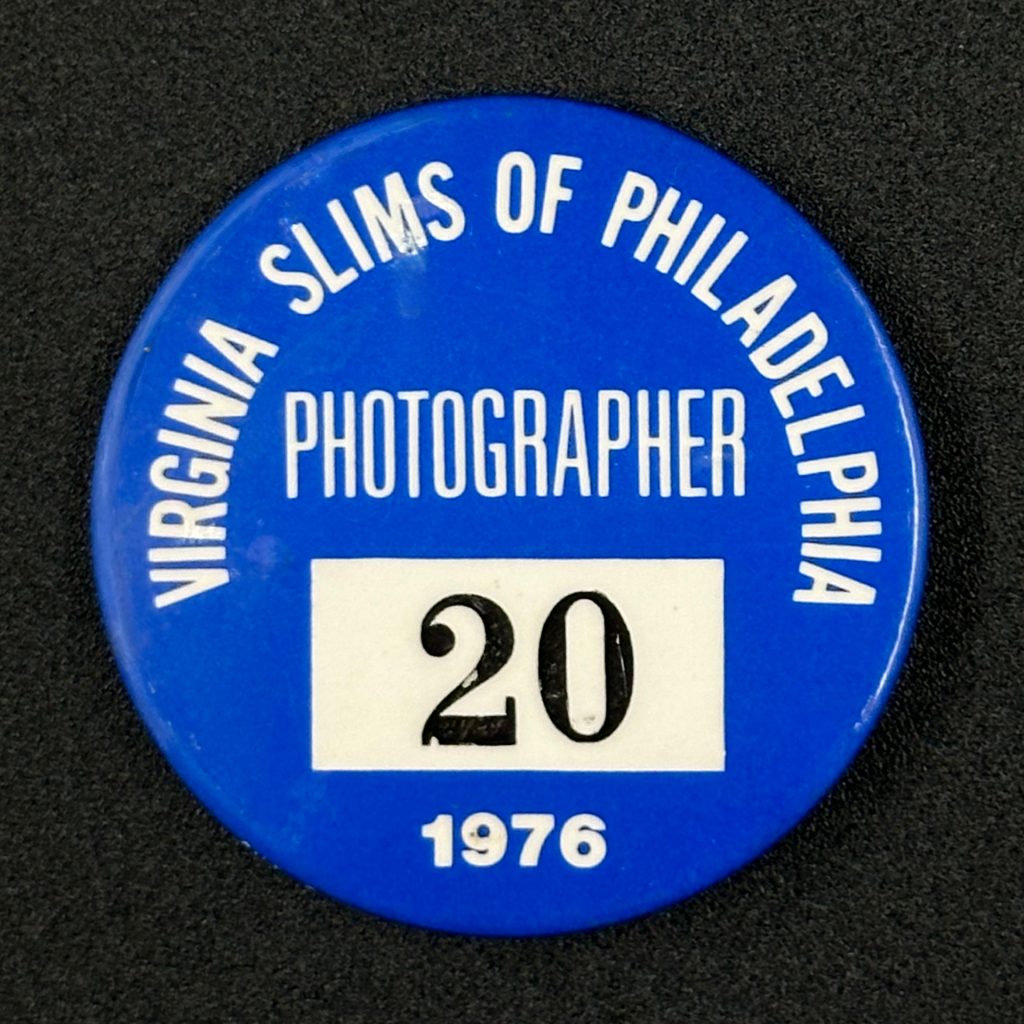 VIRGINIA SLIMS OF PHILADELPHIA
PHOTOGRAPHER
20
1976